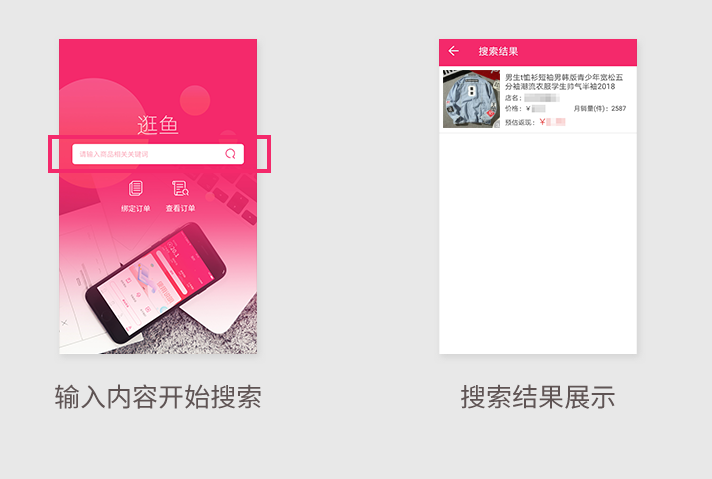 逛鱼
请输入商品相关关键词
绑定订单
查看订单
输入内容开始搜索
搜索结果
男生t恤衫短袖男韩版青少年宽松五
分袖潮流衣服学生帅气半袖2018
店名:
价格:¥
月销量(件):2587
预估返现:¥
搜索结果展示